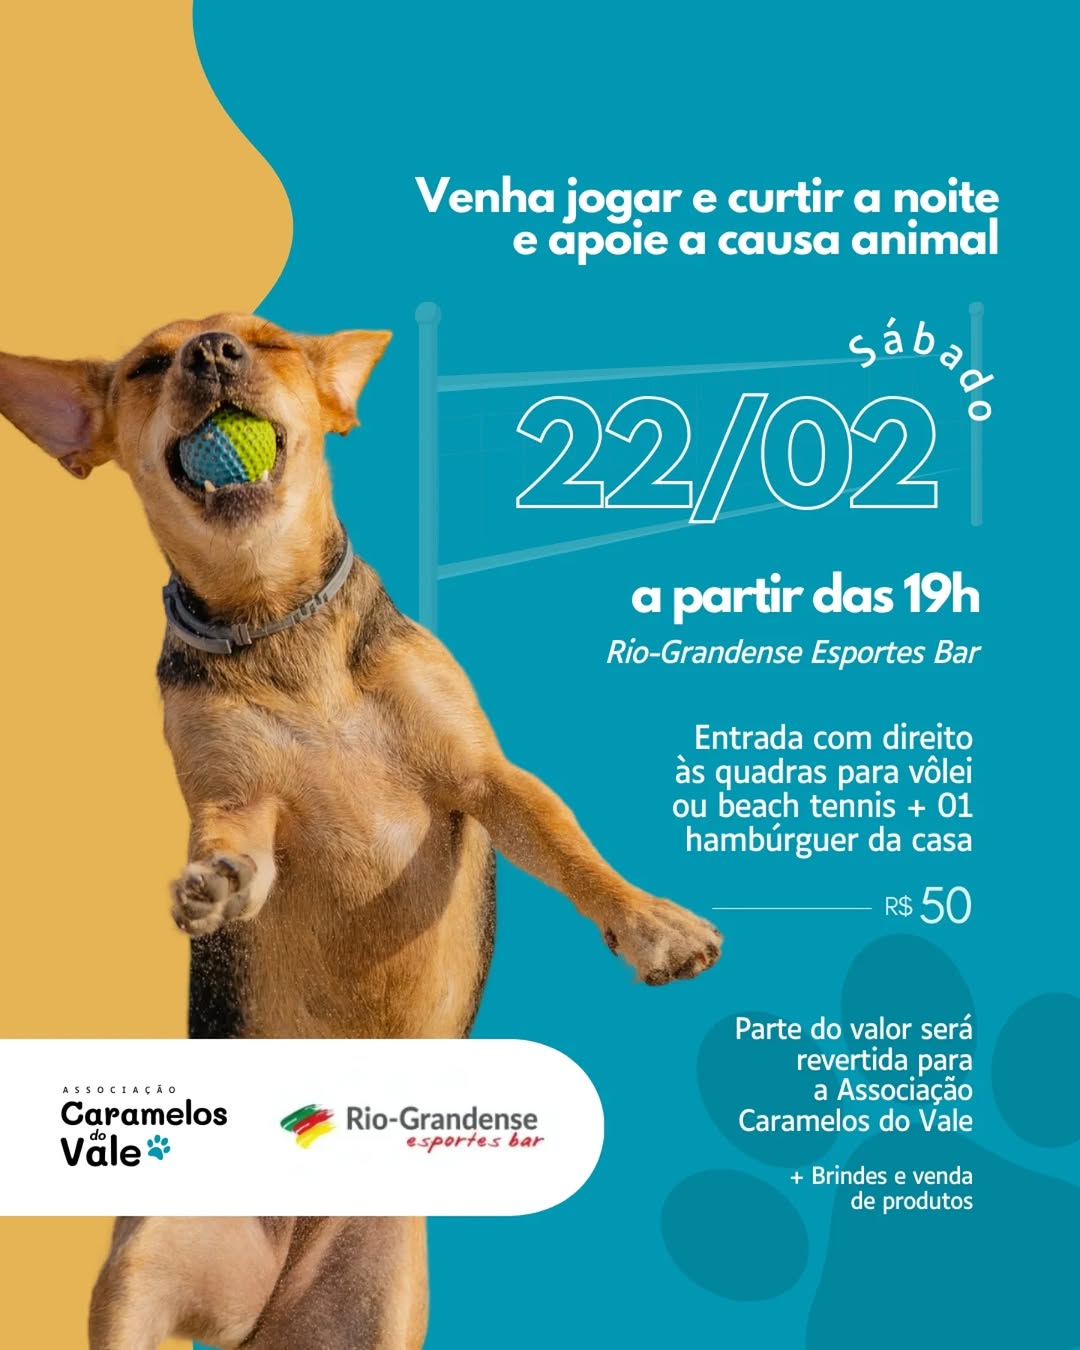 Venha jogar e curtir a noite
e apoie a causa animal
Sábado
22/02
a partir das 19h
Rio-Grandense Esportes Bar
Entrada com direito
às quadras para vôlei
ou beach tennis + 01
hambúrguer da casa
R$ 50
Parte do valor será
revertida para
a Associação
Caramelos do Vale
+ Brindes e venda
de produtos
ASSOCIAÇÃO
Caramelos
do
Vale
Rio-Grandense
esportes bar